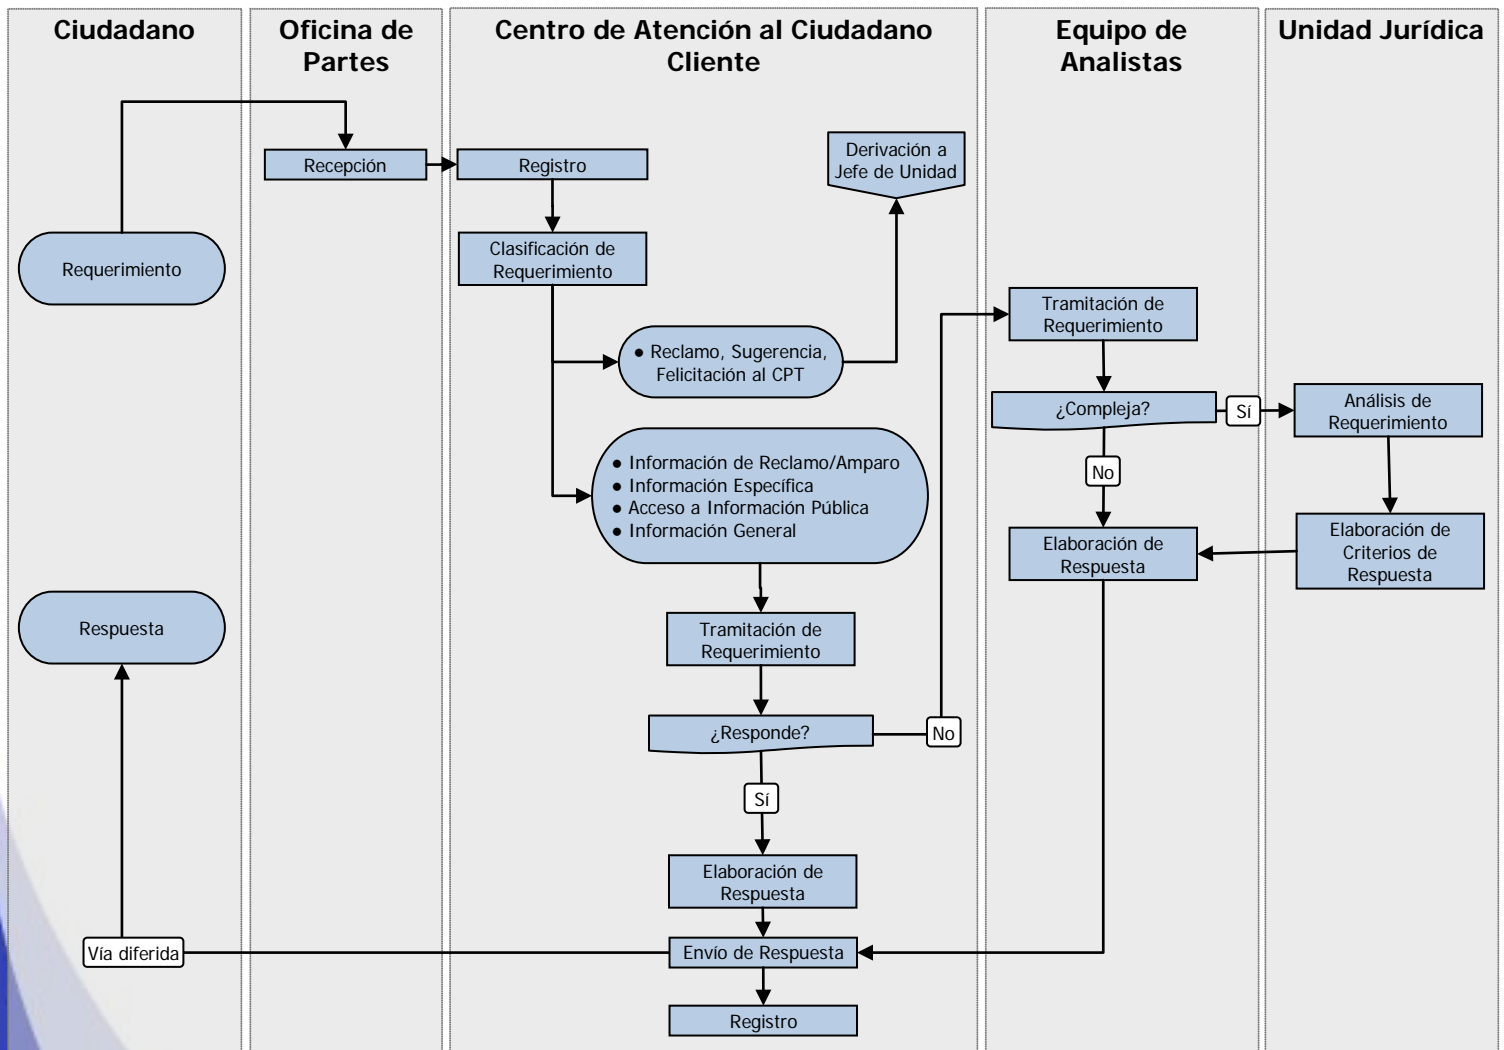 Ciudadano
Oficina de
Partes
Centro de Atención al Ciudadano
Cliente
Equipo de
Analistas
Unidad Jurídica
Requerimiento
Recepción
Registro
Clasificación de
Requerimiento
Derivación a
Jefe de Unidad
● Reclamo, Sugerencia,
Felicitación al CPT
● Información de Reclamo/Amparo
● Información Específica
● Acceso a Información Pública
● Información General
Tramitación de
Requerimiento
¿Responde?
No
Sí
Elaboración de
Respuesta
Envío de Respuesta
Registro
Tramitación de
Requerimiento
¿Compleja?
Sí
No
Elaboración de
Respuesta
Análisis de
Requerimiento
Elaboración de
Criterios de
Respuesta
Respuesta
Vía diferida